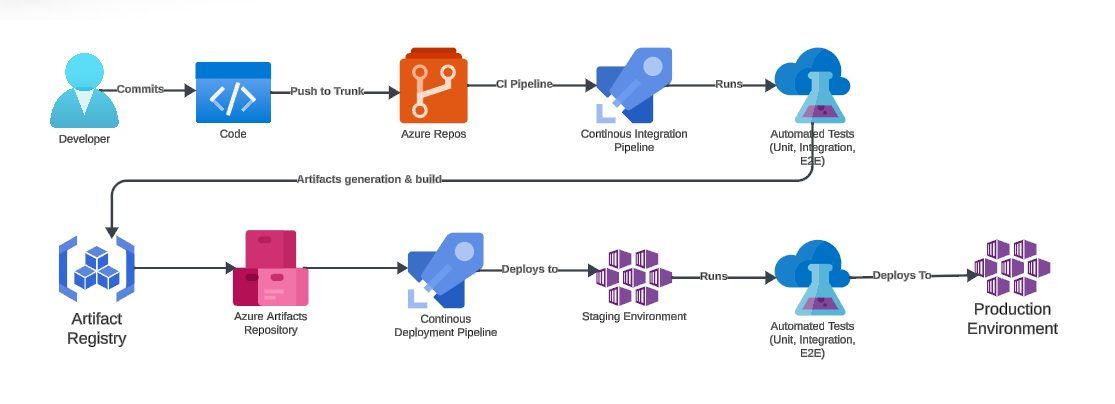 Commits
Push to Trunk
CI Pipeline
Runs
Developer
Code
Azure Repos
Continous Integration
Pipeline
Automated Tests
(Unit, Integration,
E2E)
Artifacts generation & build
Deploys to
Runs
Deploys To
Artifact
Registry
Azure Artifacts
Repository
Continous
Deployment Pipeline
Staging Environment
Automated Tests
(Unit, Integration,
E2E)
Production
Environment